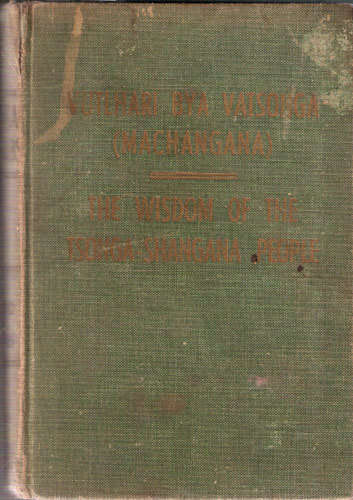 VUTLHARI BYA VATSONGA
(MACHANGANA)
THE WISDOM OF THE
TSONGA-SHANGANA PEOPLE